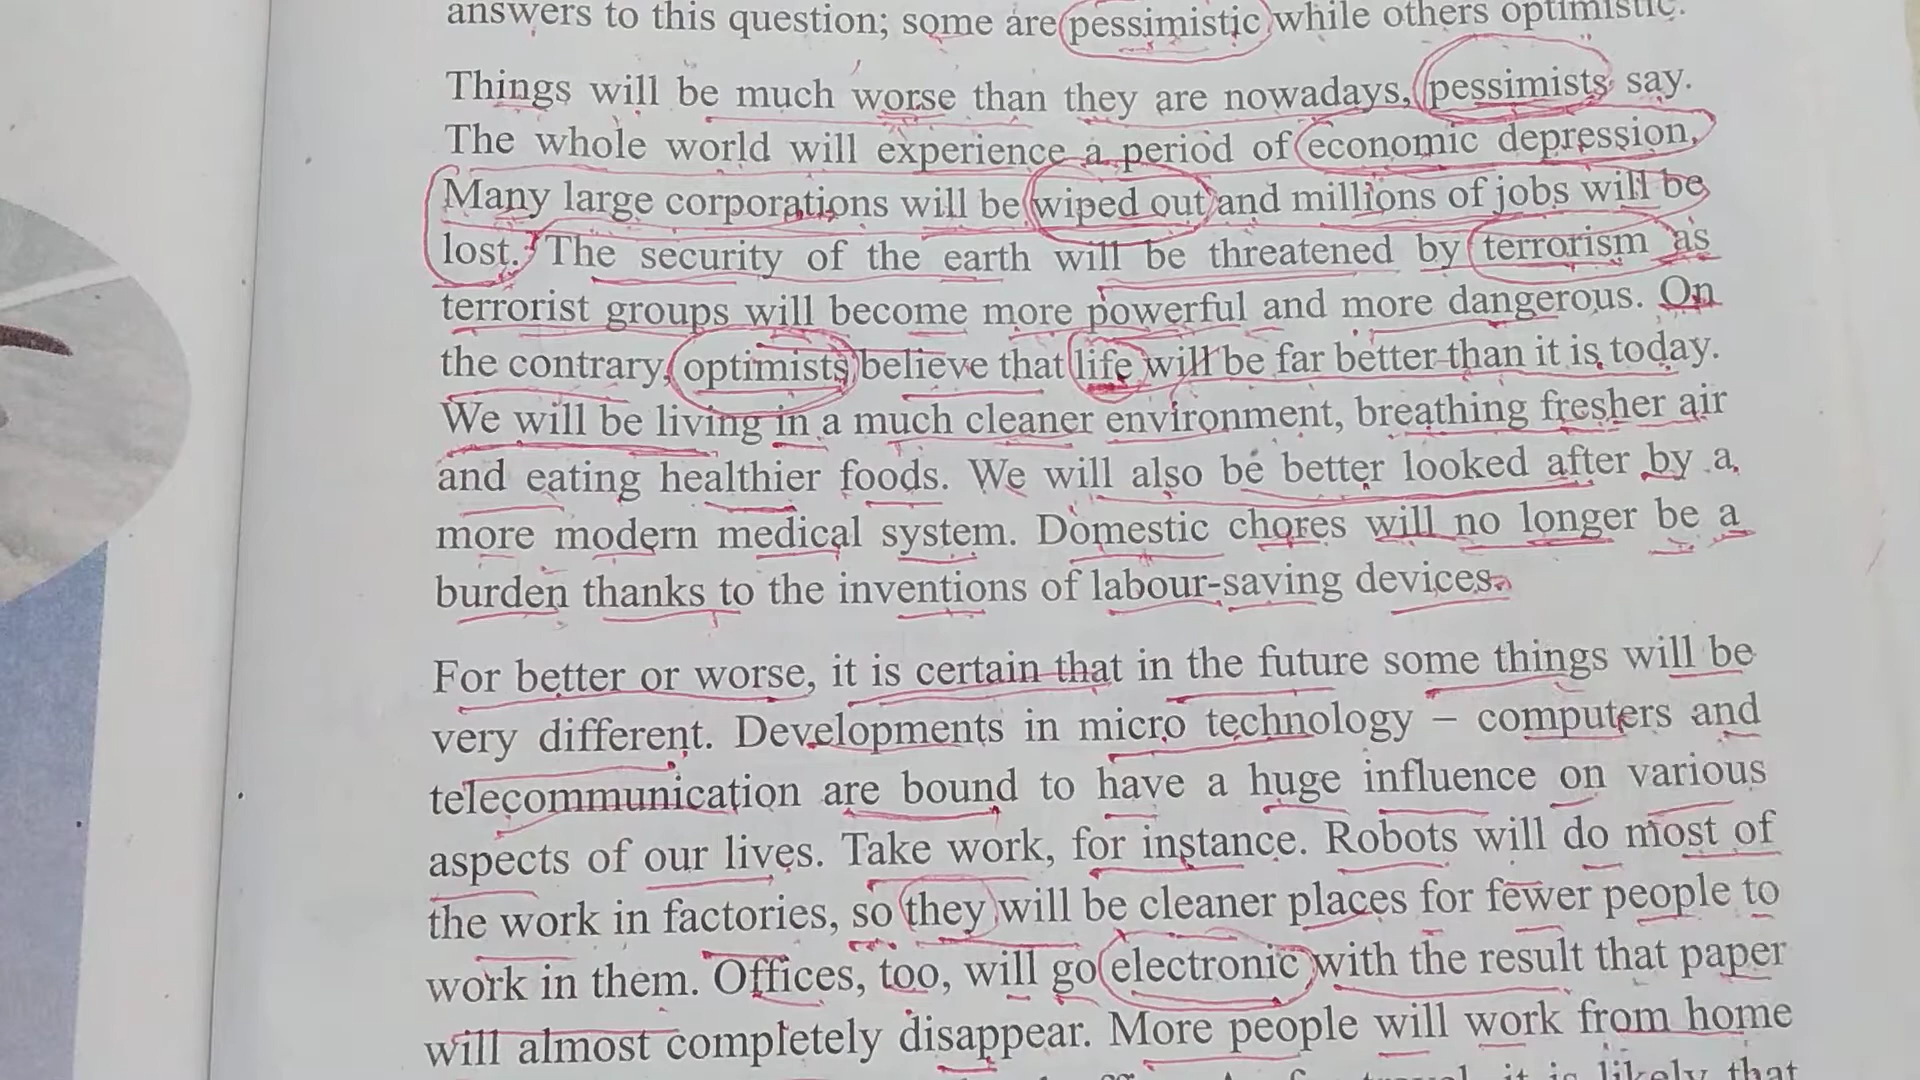 answers to this question; some are pessimistic while others optimistic.
Things will be much worse than they are nowadays, pessimists say.
The whole world will experience a period of economic depression,
Many large corporations will be wiped out and millions of jobs will be
lost. The security of the earth will be threatened by terrorism as
terrorist groups will become more powerful and more dangerous. On
the contrary, optimists believe that life will be far better than it is today.
We will be living in a much cleaner environment, breathing fresher air
and eating healthier foods. We will also be better looked after by a
more modern medical system. Domestic chores will no longer be a
burden thanks to the inventions of labour-saving devices.
For better or worse, it is certain that in the future some things will be
very different. Developments in micro technology – computers and
telecommunication are bound to have a huge influence on various
aspects of our lives. Take work, for instance. Robots will do most of
the work in factories, so they will be cleaner places for fewer people to
work in them. Offices, too, will go electronic with the result that paper
will almost completely disappear. More people will work from home
it is likely that